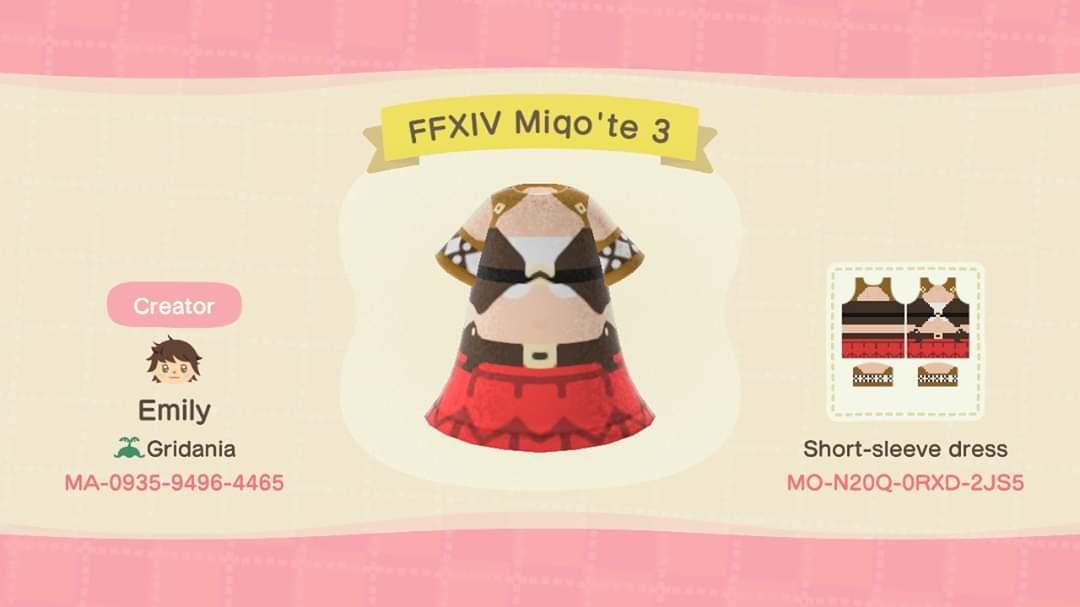 FFXIV Miqo'te 3
Creator
Emily
Gridania
MA-0935-9496-4465
Short-sleeve dress
MO-N20Q-0RXD-2JS5